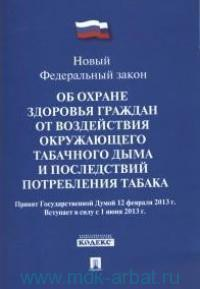 Новый
Федеральный закон
ОБ ОХРАНЕ
ЗДОРОВЬЯ ГРАЖДАН
ОТ ВОЗДЕЙСТВИЯ
ОКРУЖАЮЩЕГО
ТАБАЧНОГО ДЫМА
И ПОСЛЕДСТВИЙ
ПОТРЕБЛЕНИЯ ТАБАКА
Принят Государственной Думой 12 февраля 2013 г.
Вступает в силу с 1 июня 2013 г.
КОДЕКС
www.mdk-arbat.ru